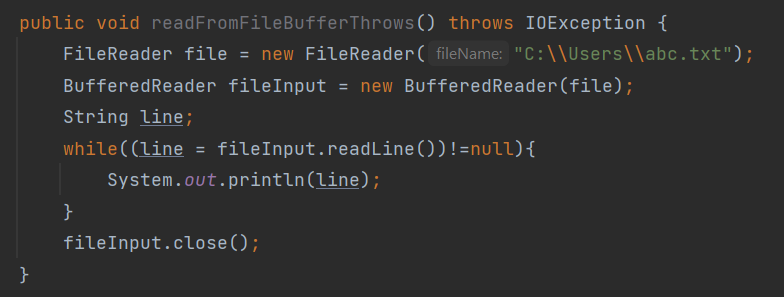 public void readFromFileBufferThrows() throws IOException {
FileReader file = new FileReader( fileName: "C:\\Users\\abc.txt");
BufferedReader fileInput = new BufferedReader(file);
String line;
while((line = fileInput.readLine())!=null){
System.out.println(line);
}
fileInput.close();
}